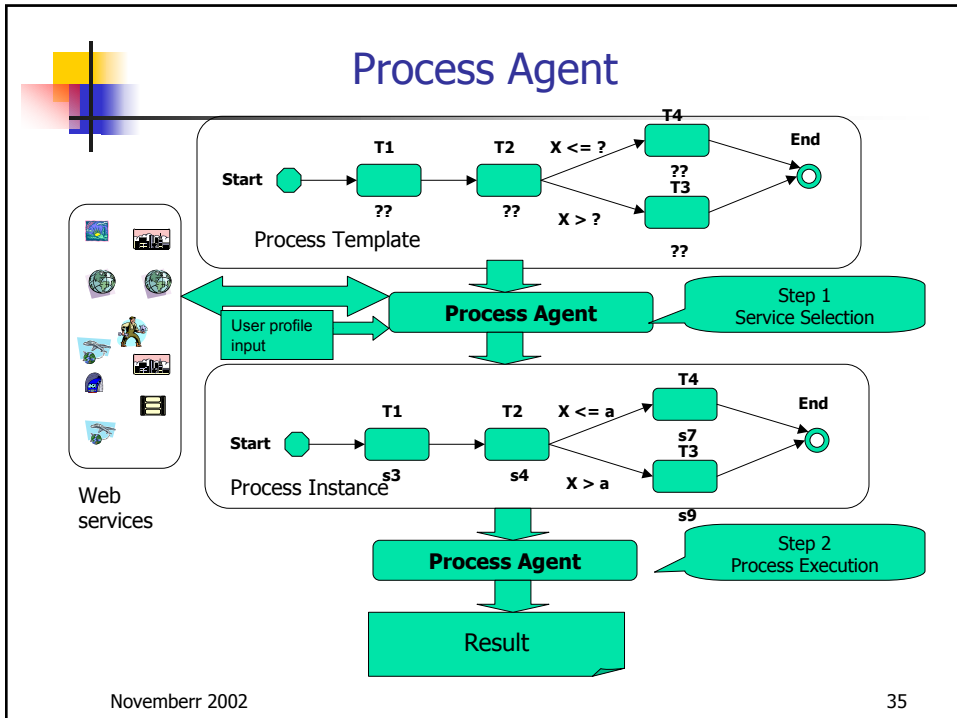 Process Agent
T4
T1
T2
X <= ?
End
Start
??
??
??
T3
X > ?
Process Template
??
Process Agent
Step 1
Service Selection
User profile
input
T4
T1
T2
X <= a
End
Start
s7
T3
s3
s4
X > a
Process Instance
Web
services
s9
Process Agent
Step 2
Process Execution
Result
Novemberr 2002
35